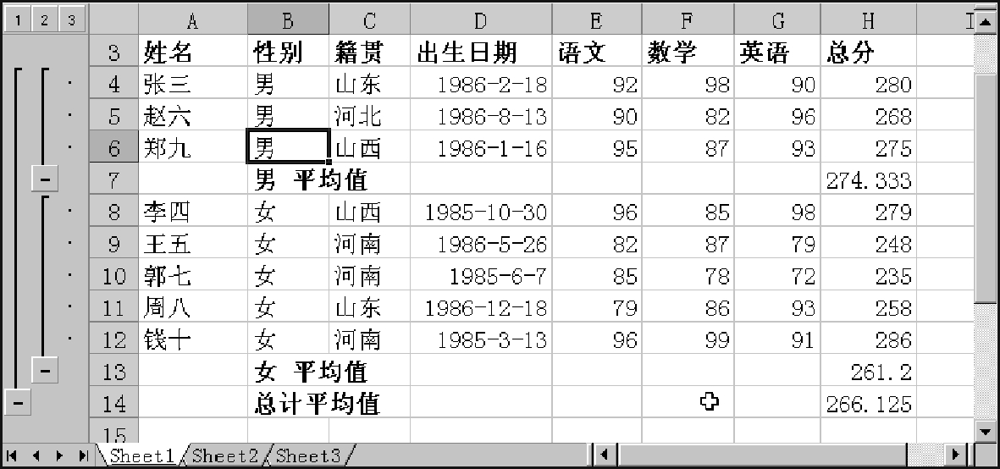 1 2 3 A B C D E F G H I
3 姓名 性别 籍贯 出生日期 语文 数学 英语 总分
4 张三 男 山东 1986-2-18 92 98 90 280
5 赵六 男 河北 1986-8-13 90 82 96 268
6 郑九 男 山西 1986-1-16 95 87 93 275
7 男 平均值 274.333
8 李四 女 山西 1985-10-30 96 85 98 279
9 王五 女 河南 1986-5-26 82 87 79 248
10 郭七 女 河南 1985-6-7 85 78 72 235
11 周八 女 山东 1986-12-18 79 86 93 258
12 钱十 女 河南 1985-3-13 96 99 91 286
13 女 平均值 261.2
14 总计平均值 266.125
15
Sheet1 Sheet2 Sheet3